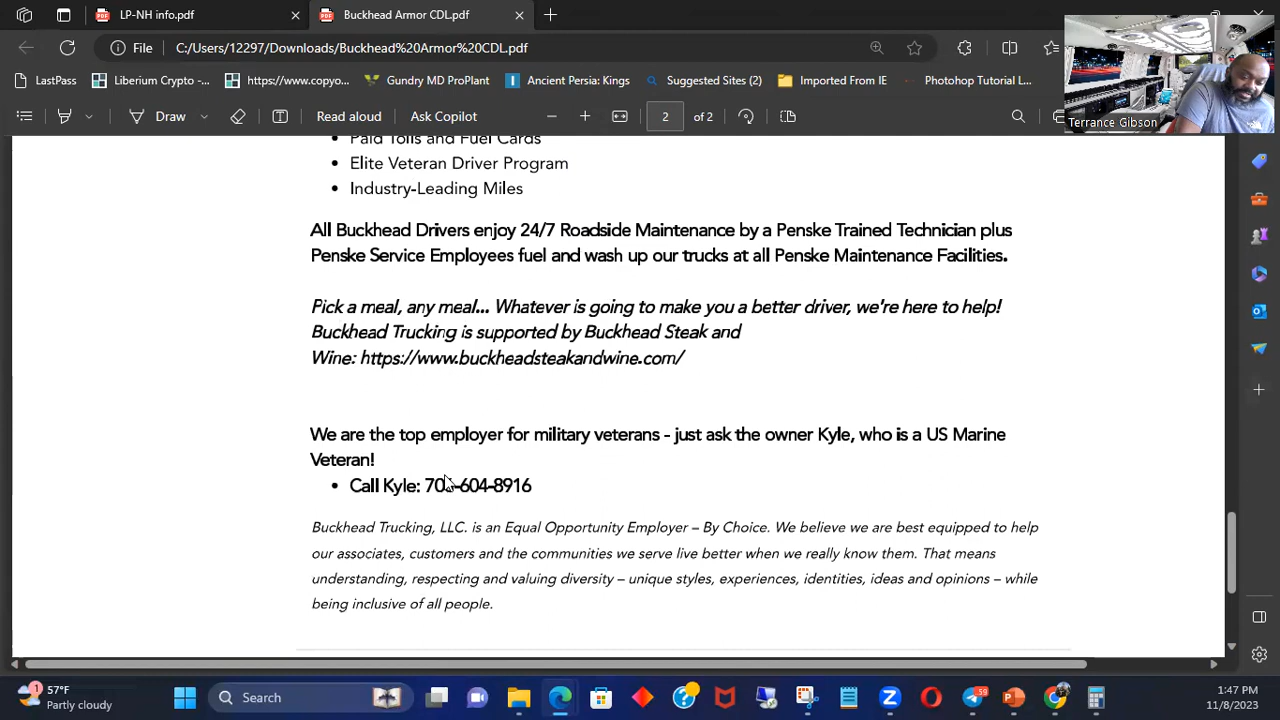 LP-NH info.pdf
Buckhead Armor CDL.pdf
File C:/Users/12297/Downloads/Buckhead%20Armor%20CDL.pdf
LastPass Liberium Crypto -... https://www.copyo... Gundry MD ProPlant Ancient Persia: Kings Suggested Sites (2) Imported From IE Photohop Tutorial L...
Terrance Gibson
Draw Read aloud Ask Copilot 2 of 2
• Paid Tolls and Fuel Cards
• Elite Veteran Driver Program
• Industry-Leading Miles
All Buckhead Drivers enjoy 24/7 Roadside Maintenance by a Penske Trained Technician plus
Penske Service Employees fuel and wash up our trucks at all Penske Maintenance Facilities.
Pick a meal, any meal... Whatever is going to make you a better driver, we're here to help!
Buckhead Trucking is supported by Buckhead Steak and
Wine: https://www.buckheadsteakandwine.com/
We are the top employer for military veterans - just ask the owner Kyle, who is a US Marine
Veteran!
• Call Kyle:
Buckhead Trucking, LLC. is an Equal Opportunity Employer – By Choice. We believe we are best equipped to help
our associates, customers and the communities we serve live better when we really know them. That means
understanding, respecting and valuing diversity – unique styles, experiences, identities, ideas and opinions – while
being inclusive of all people.
1 57°F
Partly cloudy
Search
59
1:47 PM
11/8/2023